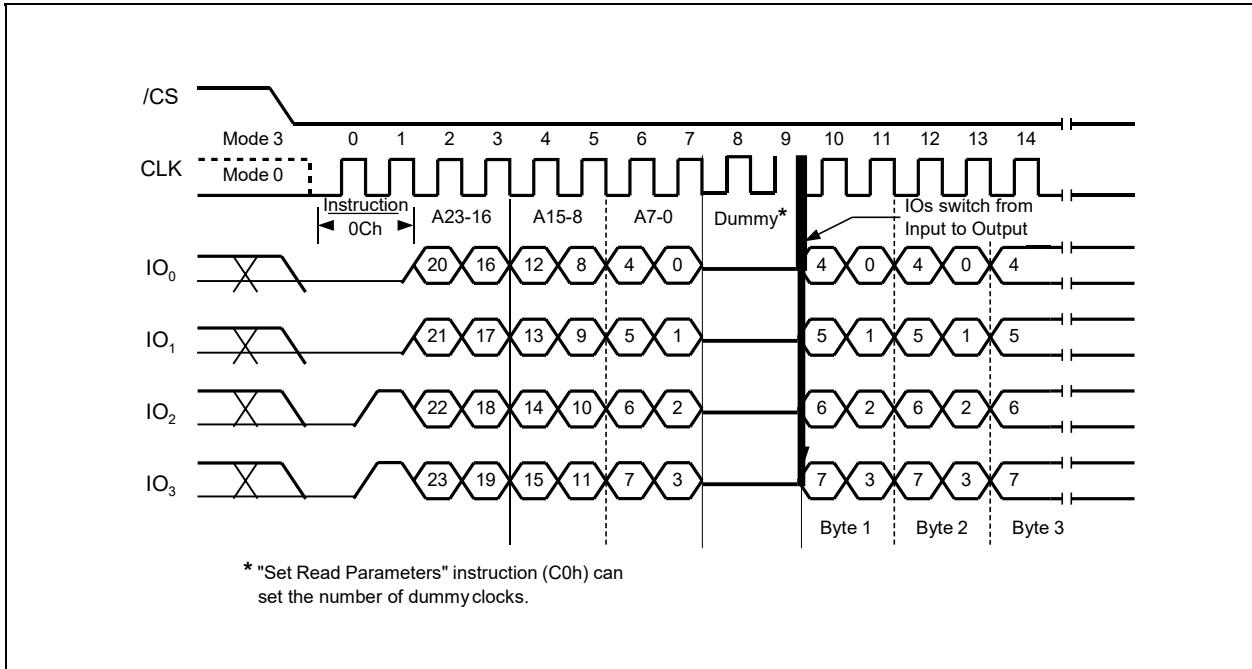 /CS
Mode 3 0 1 2 3 4 5 6 7 8 9 10 11 12 13 14
CLK Mode 0
Instruction
0Ch
A23-16 A15-8 A7-0 Dummy*
IOs switch from
Input to Output
IO0 20 16 12 8 4 0 4 0 4 0 4
IO1 21 17 13 9 5 1 5 1 5 1 5
IO2 22 18 14 10 6 2 6 2 6 2 6
IO3 23 19 15 11 7 3 7 3 7 3 7
Byte 1 Byte 2 Byte 3
* "Set Read Parameters" instruction (C0h) can
set the number of dummyclocks.